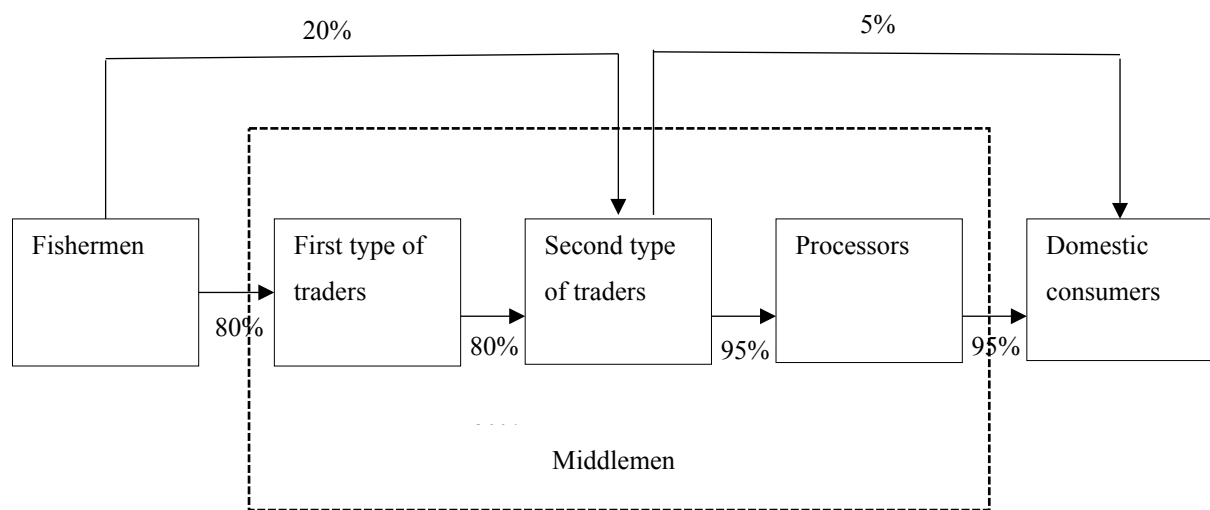 20%
5%
Fishermen
First type of
traders
Second type
of traders
Processors
Domestic
consumers
80%
80%
95%
95%
Middlemen